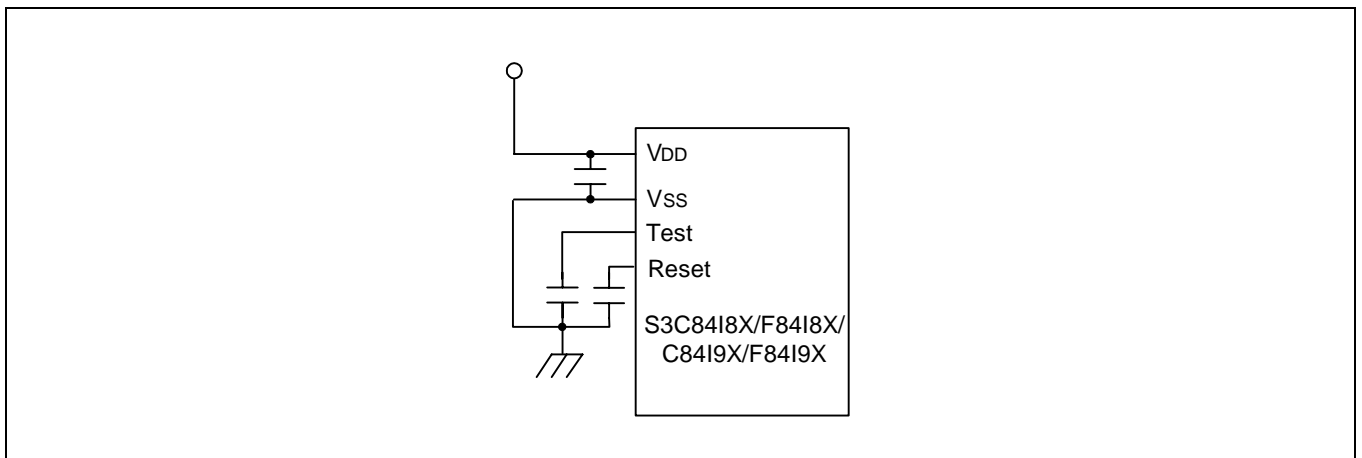 VDD
VSS
Test
Reset
S3C84I8X/F84I8X/
C84I9X/F84I9X